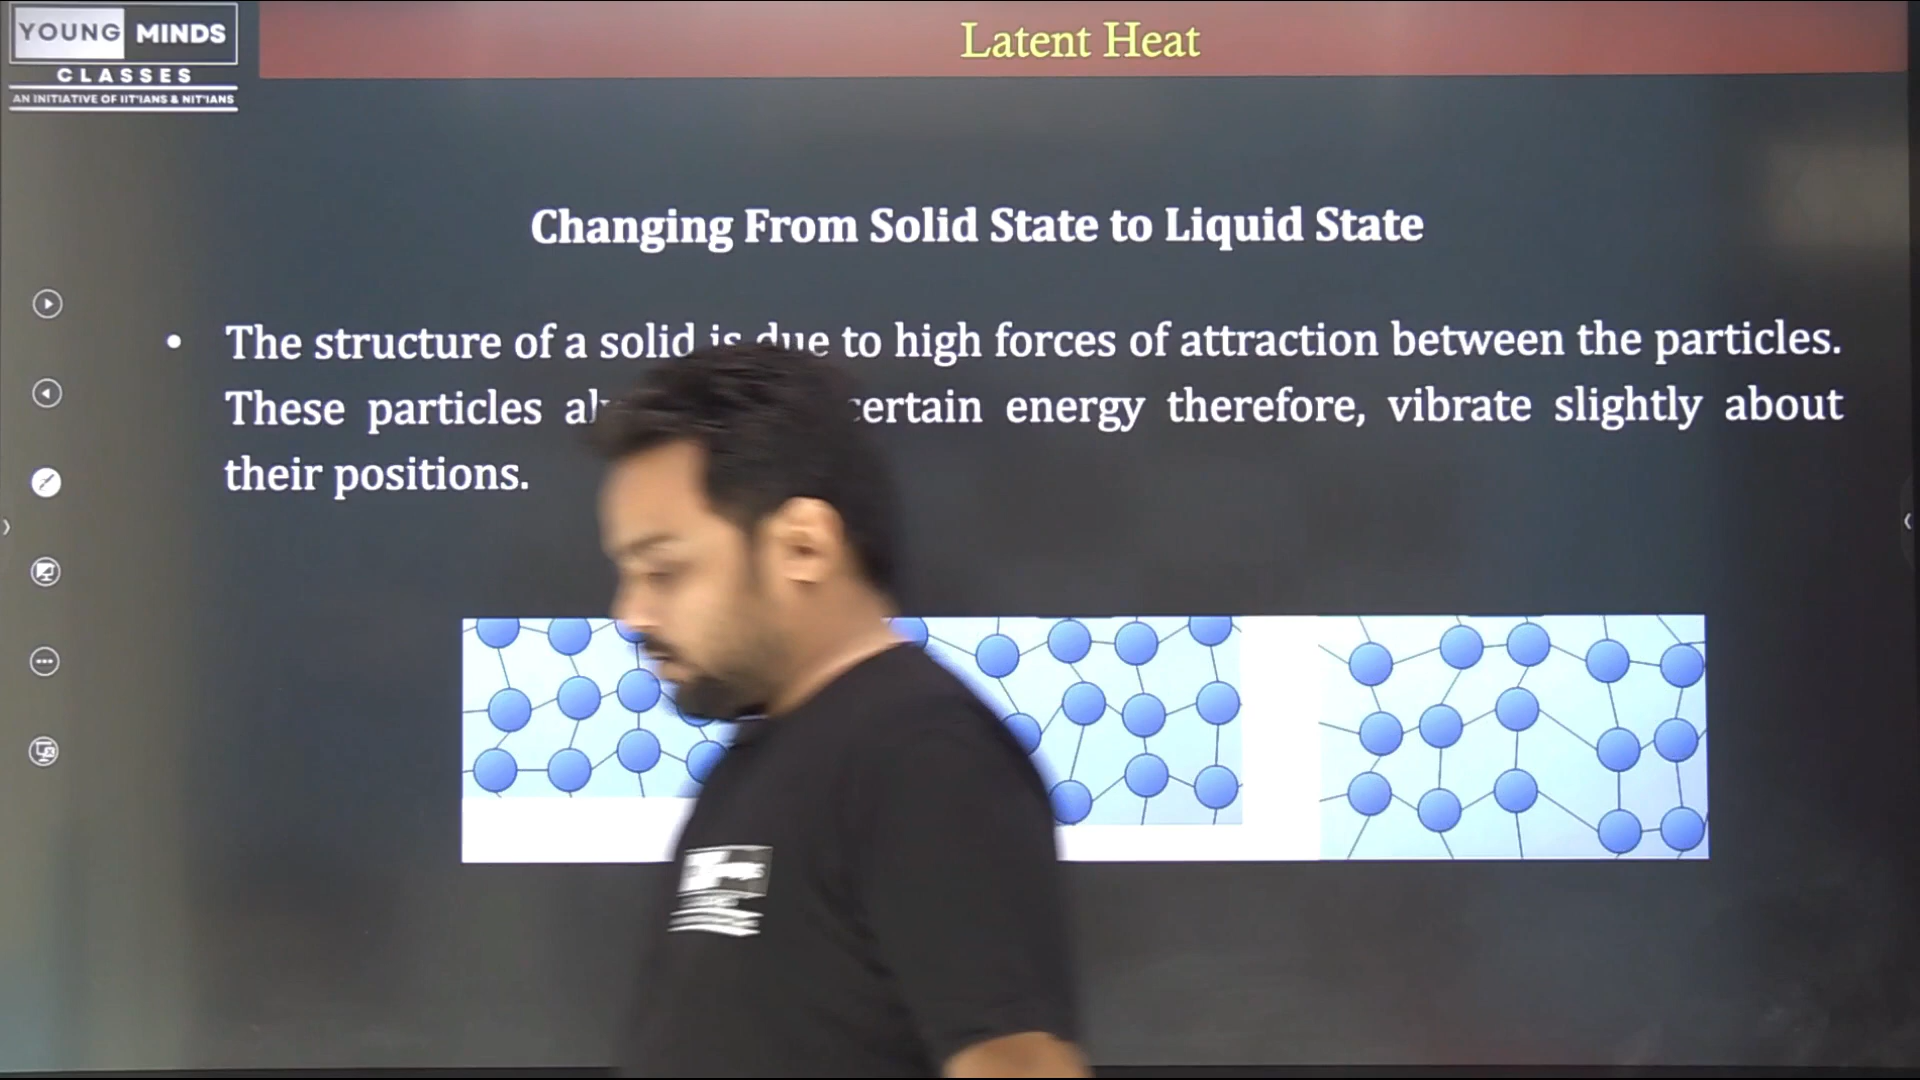 YOUNG MINDS
CLASSES
AN INITIATIVE OF IIT'IANS & NIT'IANS
Latent Heat
Changing From Solid State to Liquid State
• The structure of a solid is due to high forces of attraction between the particles.
These particles certain energy therefore, vibrate slightly about
their positions.